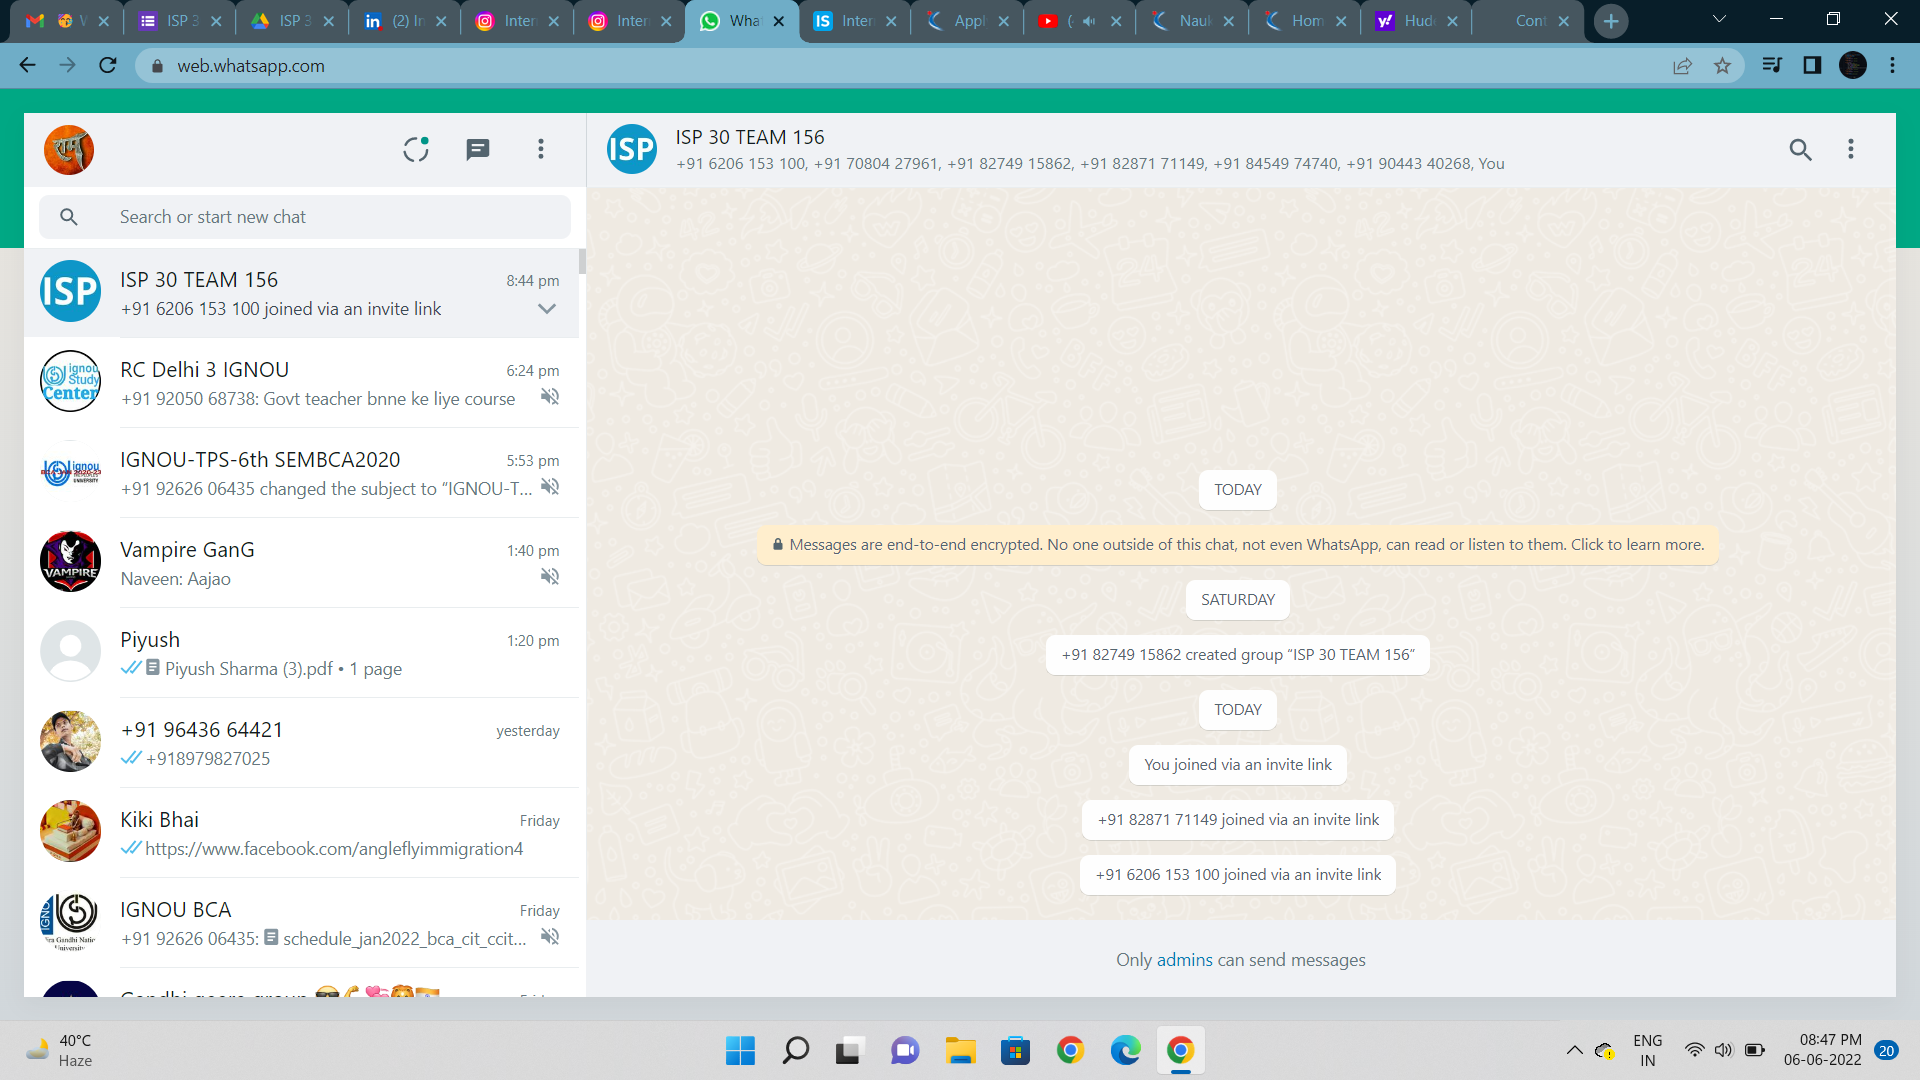 V
ISP 3
ISP 3
(2) In
Inter
Inter
What
Inter
Appl
(
Nauk
Hom
Hud
Cont
web.whatsapp.com
ISP
ISP 30 TEAM 156
+91 6206 153 100, +91 70804 27961, +91 82749 15862, +91 82871 71149, +91 84549 74740, +91 90443 40268, You
Search or start new chat
ISP
ISP 30 TEAM 156
8:44 pm
+91 6206 153 100 joined via an invite link
ignou
Study
Center
RC Delhi 3 IGNOU
6:24 pm
+91 92050 68738: Govt teacher bnne ke liye course
ignou
UNIVERSITY
IGNOU-TPS-6th SEMBCA2020
5:53 pm
+91 92626 06435 changed the subject to “IGNOU-T...
VAMPIRE
Vampire GanG
1:40 pm
Naveen: Aajao
Piyush
1:20 pm
Piyush Sharma (3).pdf • 1 page
+91 96436 64421
yesterday
+918979827025
Kiki Bhai
Friday
https://www.facebook.com/angleflyimmigration4
IGNOU BCA
Friday
+91 92626 06435: schedule_jan2022_bca_cit_ccit...
TODAY
Messages are end-to-end encrypted. No one outside of this chat, not even WhatsApp, can read or listen to them. Click to learn more.
SATURDAY
+91 82749 15862 created group “ISP 30 TEAM 156”
TODAY
You joined via an invite link
+91 82871 71149 joined via an invite link
+91 6206 153 100 joined via an invite link
Only admins can send messages
40°C
Haze
ENG
IN
08:47 PM
06-06-2022
20